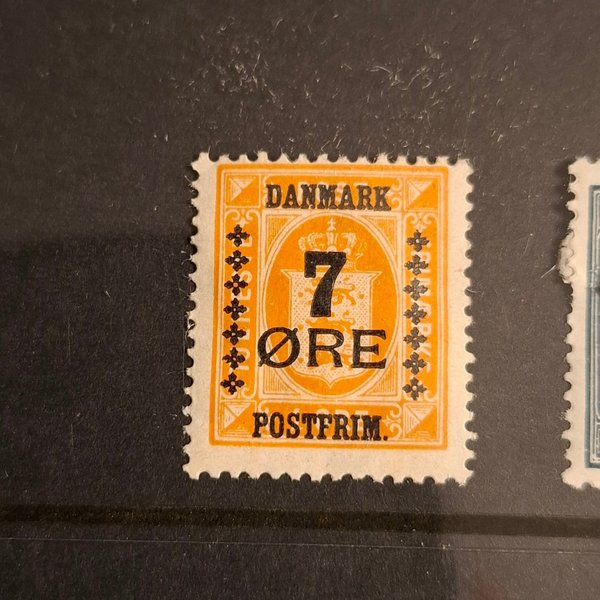 DANMARK
7
ØRE
POSTFRIM.